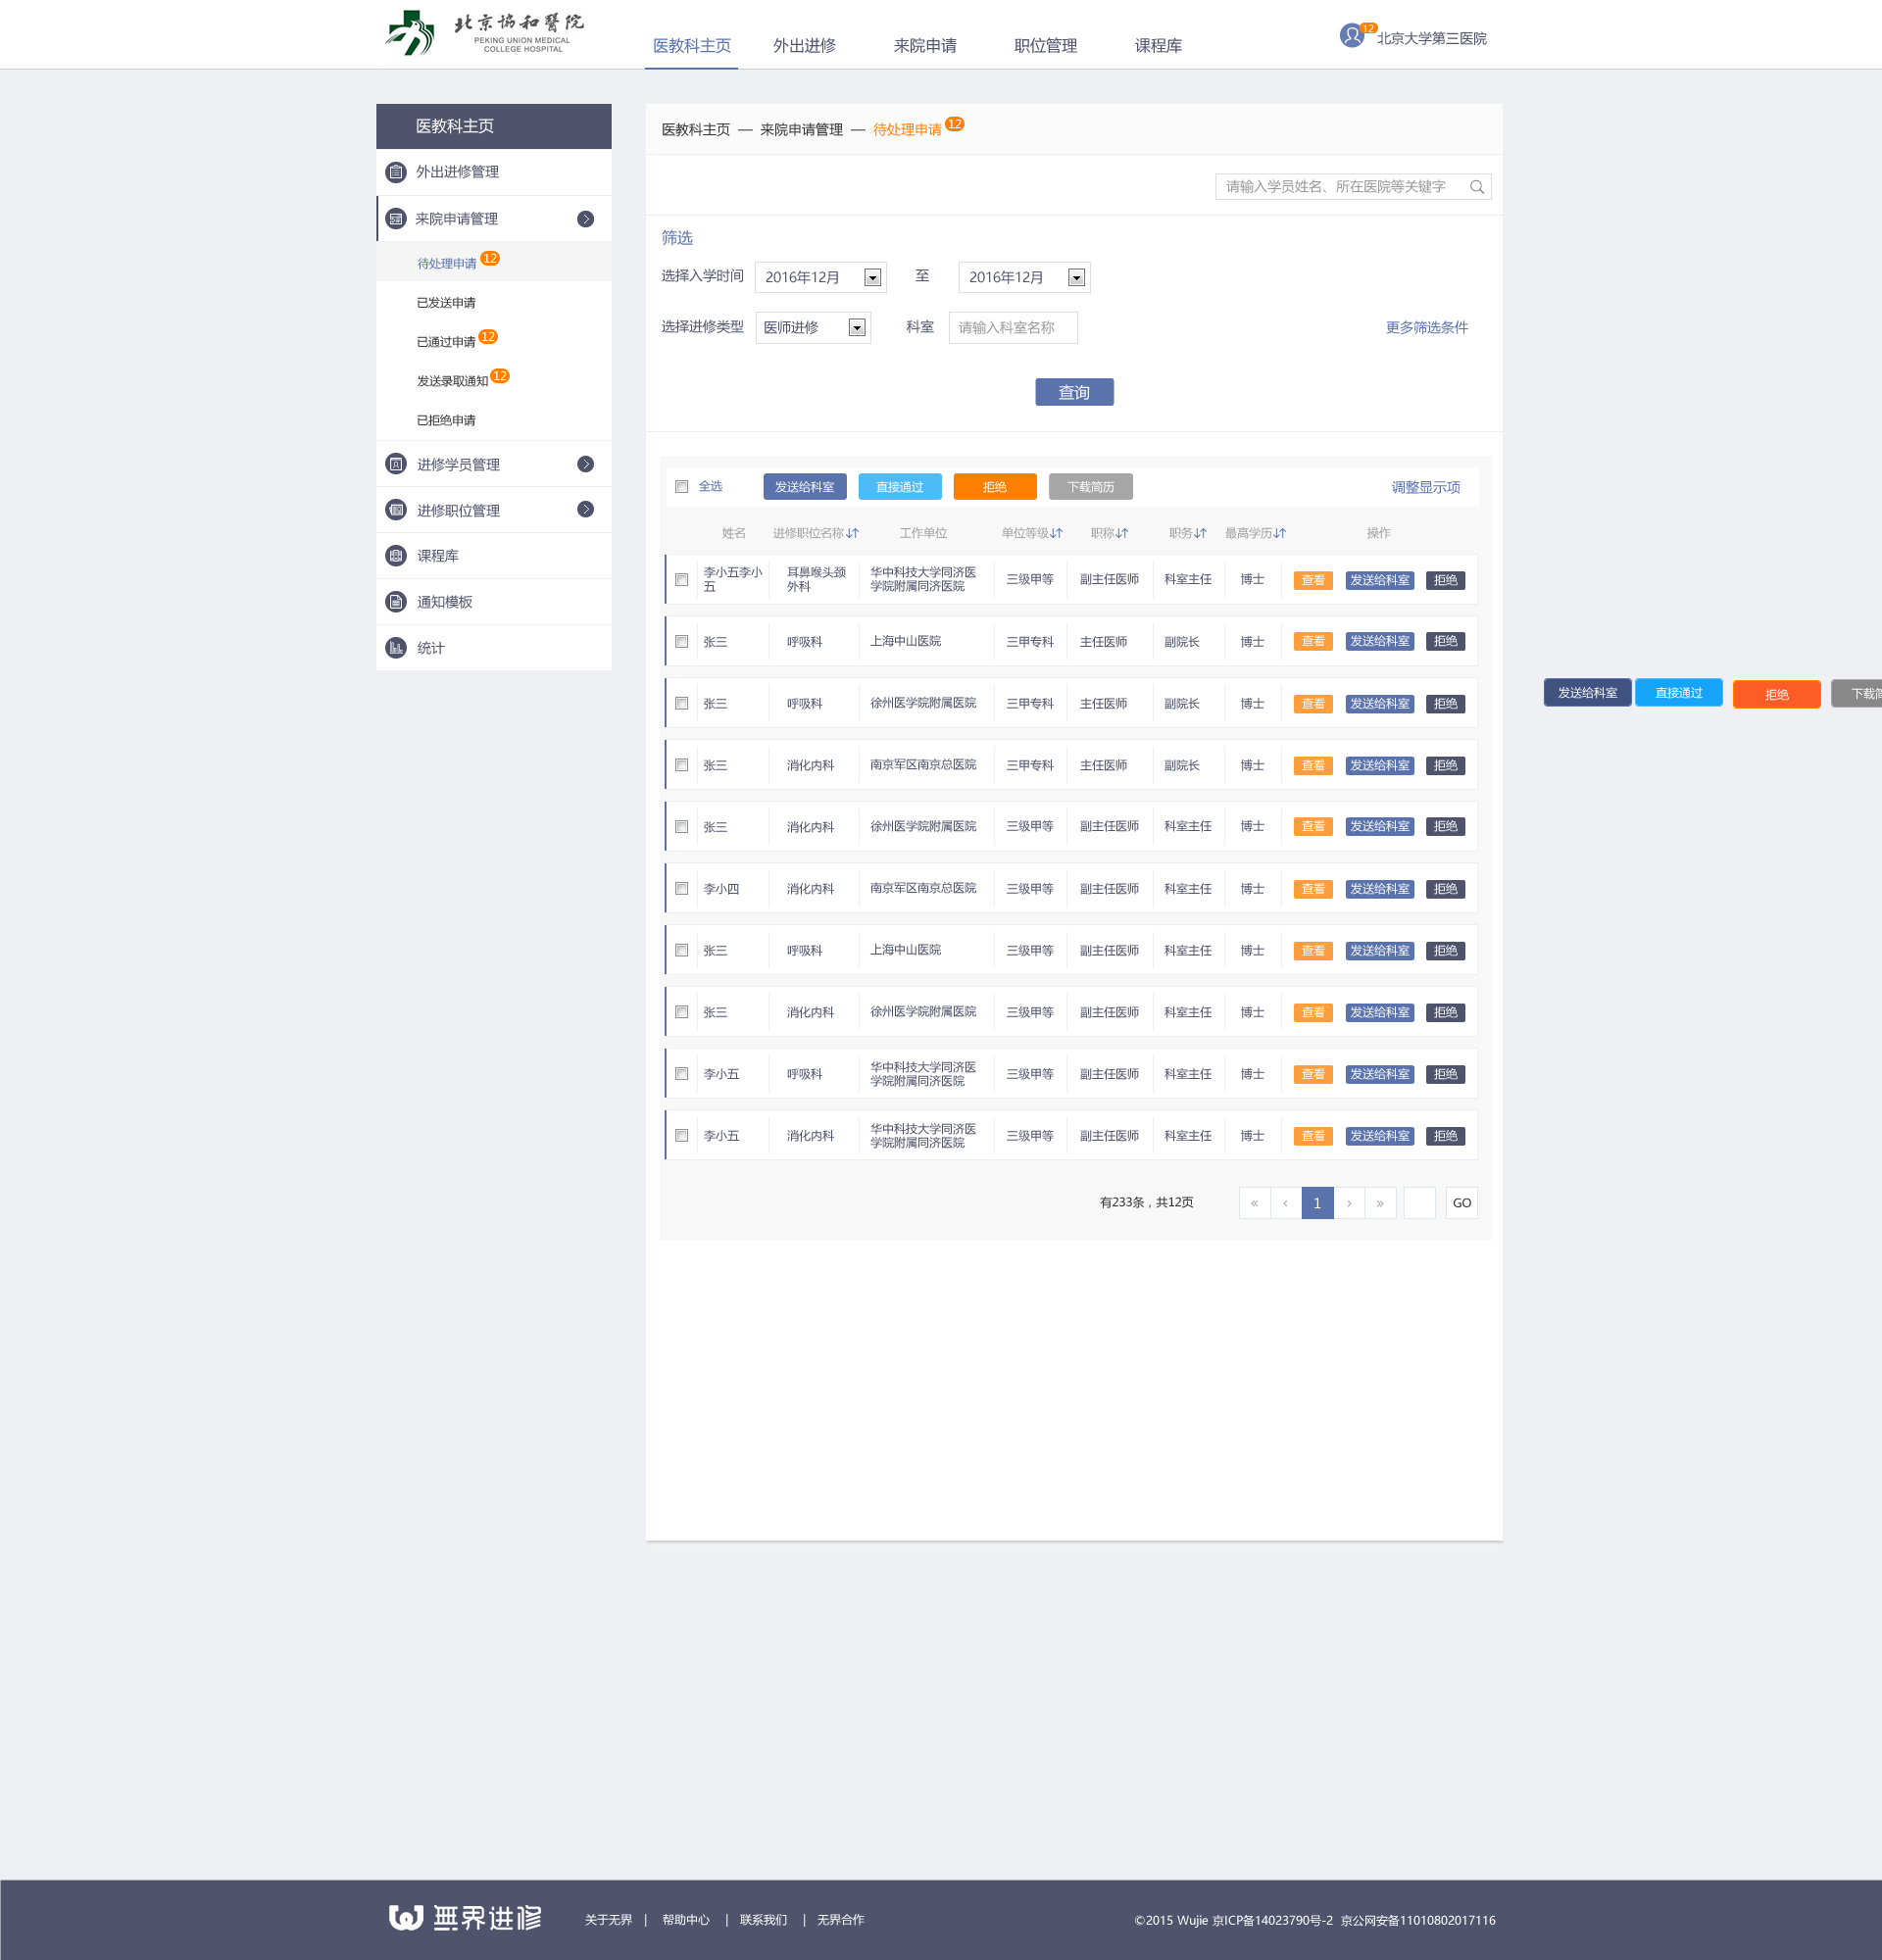 北京協和醫院
PEKING UNION MEDICAL
COLLEGE HOSPITAL
医教科主页 外出进修 来院申请 职位管理 课程库
12 北京大学第三医院
医教科主页
外出进修管理
来院申请管理
待处理申请 12
已发送申请
已通过申请 12
发送录取通知 12
已拒绝申请
进修学员管理
进修职位管理
课程库
通知模板
统计
医教科主页 — 来院申请管理 — 待处理申请 12
请输入学员姓名、所在医院等关键字
筛选
选择入学时间 2016年12月 至 2016年12月
选择进修类型 医师进修 科室 请输入科室名称 更多筛选条件
查询
全选 发送给科室 直接通过 拒绝 下载简历 调整显示项
姓名 进修职位名称 工作单位 单位等级 职称 职务 最高学历 操作
李小五李小五 耳鼻喉头颈外科 华中科技大学同济医学院附属同济医院 三级甲等 副主任医师 科室主任 博士 查看 发送给科室 拒绝
张三 呼吸科 上海中山医院 三甲专科 主任医师 副院长 博士 查看 发送给科室 拒绝
张三 呼吸科 徐州医学院附属医院 三甲专科 主任医师 副院长 博士 查看 发送给科室 拒绝
张三 消化内科 南京军区南京总医院 三甲专科 主任医师 副院长 博士 查看 发送给科室 拒绝
张三 消化内科 徐州医学院附属医院 三级甲等 副主任医师 科室主任 博士 查看 发送给科室 拒绝
李小四 消化内科 南京军区南京总医院 三级甲等 副主任医师 科室主任 博士 查看 发送给科室 拒绝
张三 呼吸科 上海中山医院 三级甲等 副主任医师 科室主任 博士 查看 发送给科室 拒绝
张三 消化内科 徐州医学院附属医院 三级甲等 副主任医师 科室主任 博士 查看 发送给科室 拒绝
李小五 呼吸科 华中科技大学同济医学院附属同济医院 三级甲等 副主任医师 科室主任 博士 查看 发送给科室 拒绝
李小五 消化内科 华中科技大学同济医学院附属同济医院 三级甲等 副主任医师 科室主任 博士 查看 发送给科室 拒绝
有233条，共12页 « ‹ 1 › » GO
发送给科室 直接通过 拒绝 下载
無界进修 关于无界 | 帮助中心 | 联系我们 | 无界合作
©2015 Wujie 京ICP备14023790号-2 京公网安备11010802017116